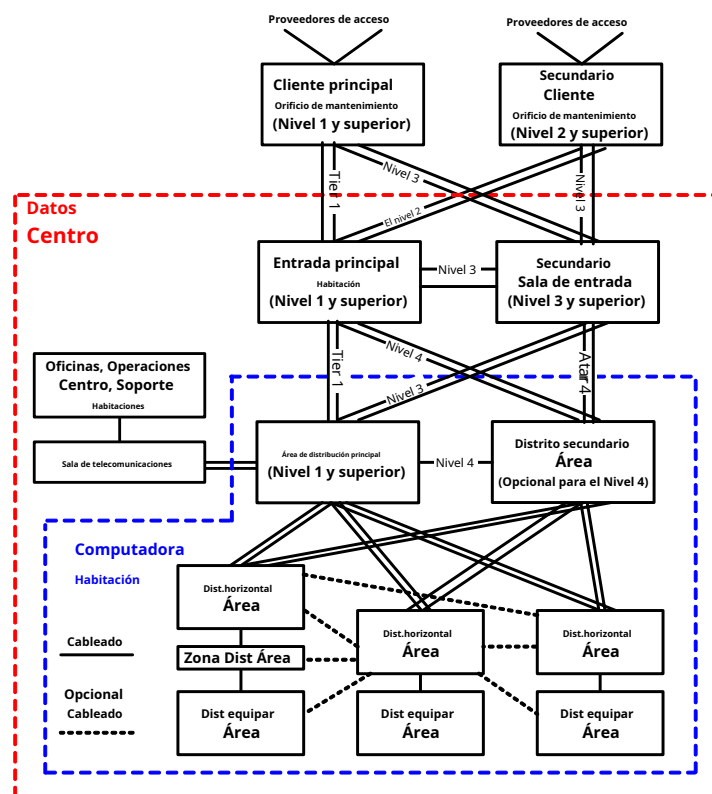 Proveedores de acceso
Proveedores de acceso
Cliente principal
Orificio de mantenimiento
(Nivel 1 y superior)
Secundario
Cliente
Orificio de mantenimiento
(Nivel 2 y superior)
Tier 1
Nivel 3
El nivel 2
Nivel 3
Datos
Centro
Entrada principal
Habitación
(Nivel 1 y superior)
Nivel 3
Secundario
Sala de entrada
(Nivel 3 y superior)
Tier 1
Nivel 4
Nivel 3
Atar 4
Oficinas, Operaciones
Centro, Soporte
Habitaciones
Sala de telecomunicaciones
Área de distribución principal
(Nivel 1 y superior)
Nivel 4
Distrito secundario
Área
(Opcional para el Nivel 4)
Computadora
Habitación
Dist.horizontal
Área
Dist.horizontal
Área
Dist.horizontal
Área
Cableado
Zona Dist Área
Opcional
Cableado
Dist equipar
Área
Dist equipar
Área
Dist equipar
Área